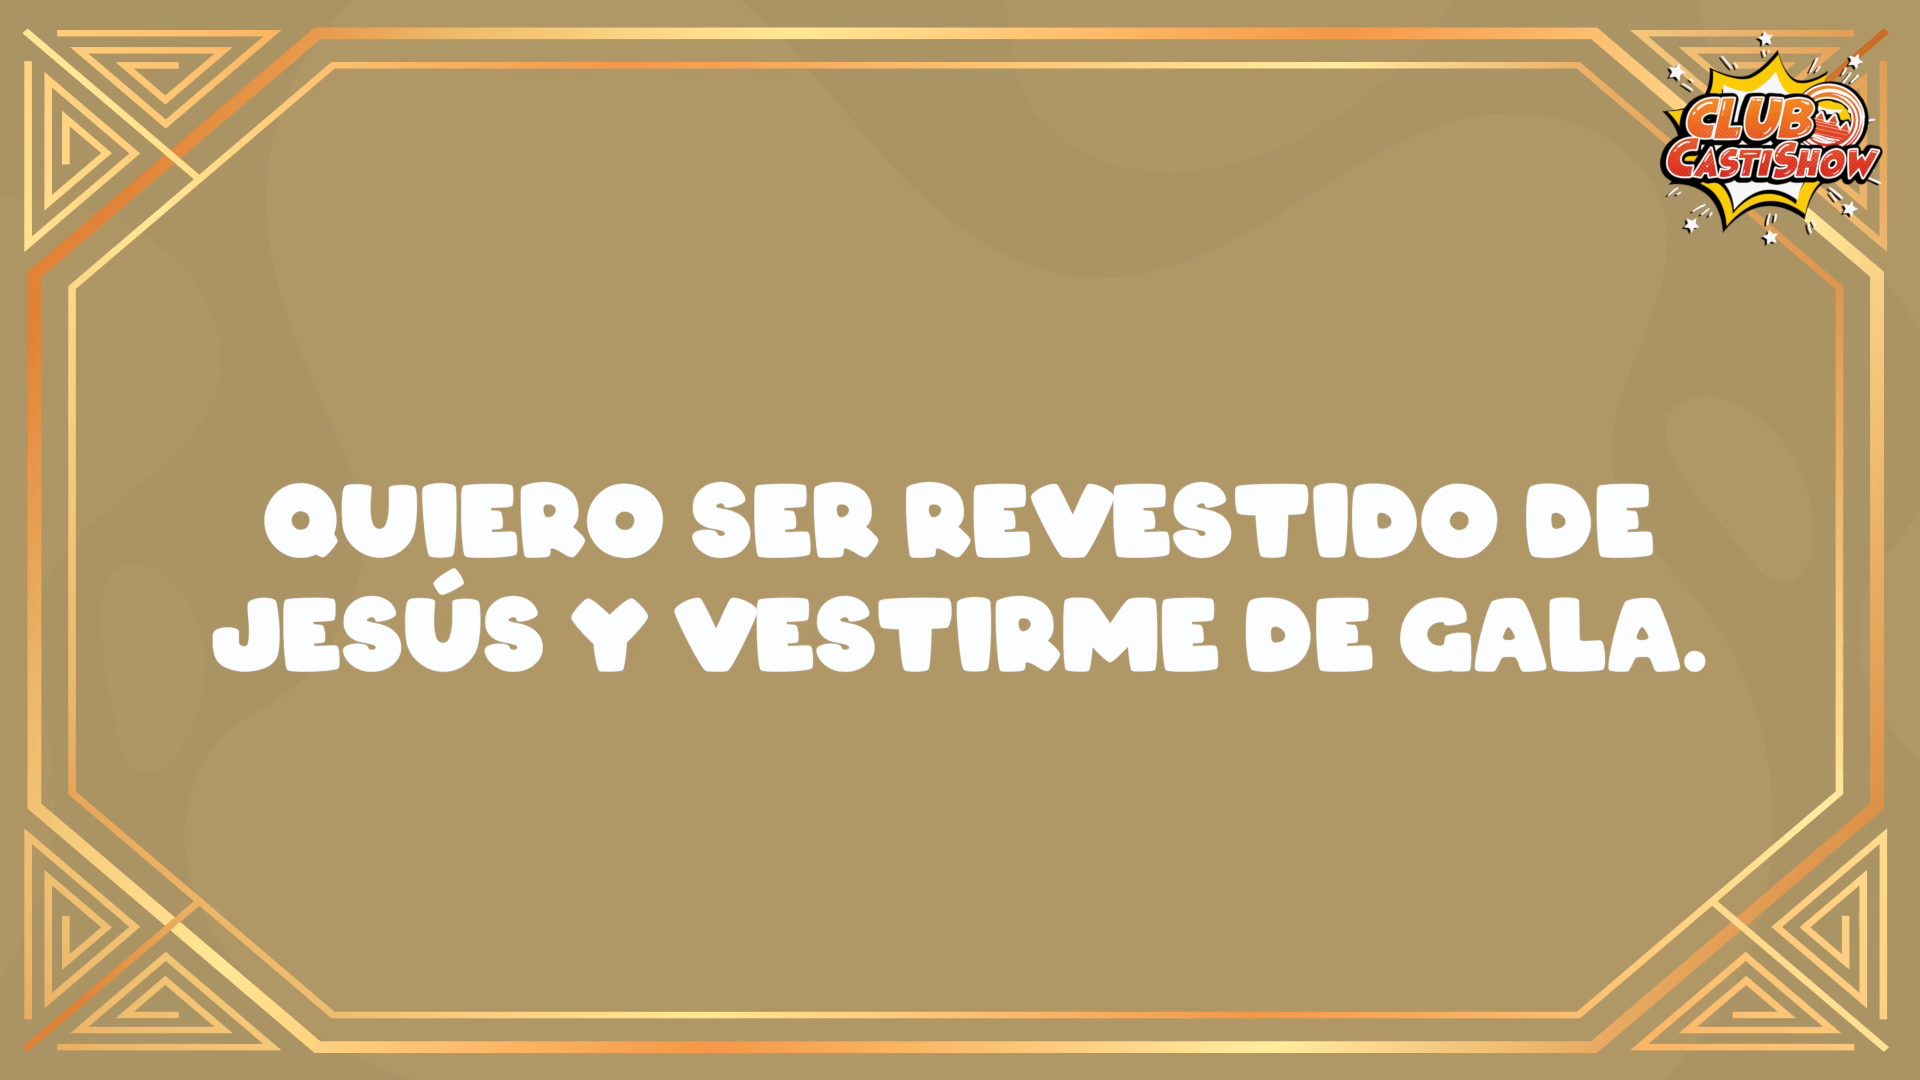 CLUB
CASTISHOW
QUIERO SER REVESTIDO DE
JESÚS Y VESTIRME DE GALA.